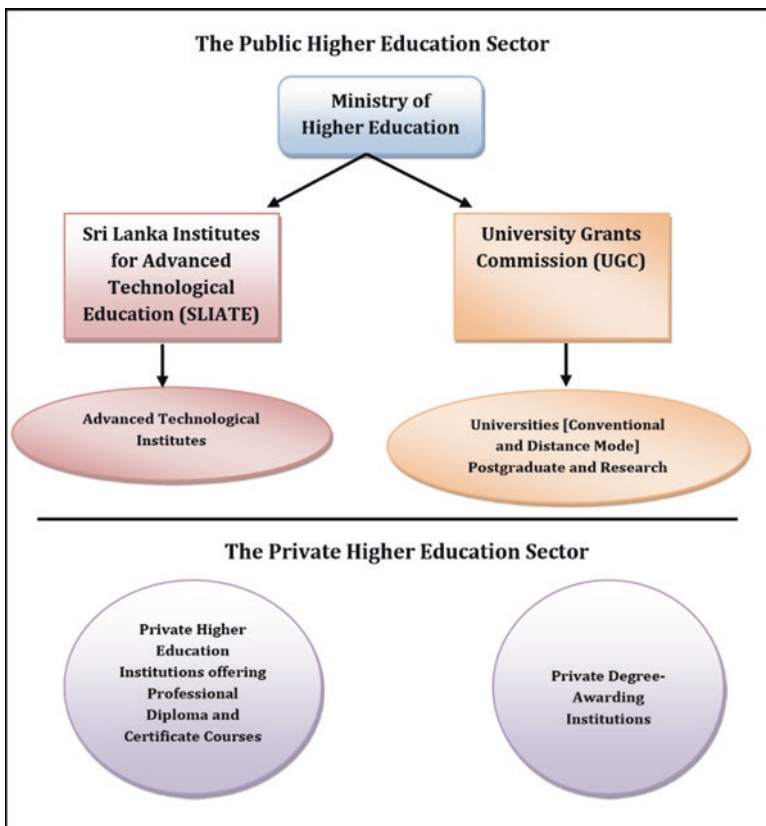 The Public Higher Education Sector
Ministry of
Higher Education
Sri Lanka Institutes
for Advanced
Technological
Education (SLIATE)
University Grants
Commission (UGC)
Advanced Technological
Institutes
Universities [Conventional
and Distance Mode]
Postgraduate and Research
The Private Higher Education Sector
Private Higher
Education
Institutions offering
Professional
Diploma and
Certificate Courses
Private Degree-
Awarding
Institutions